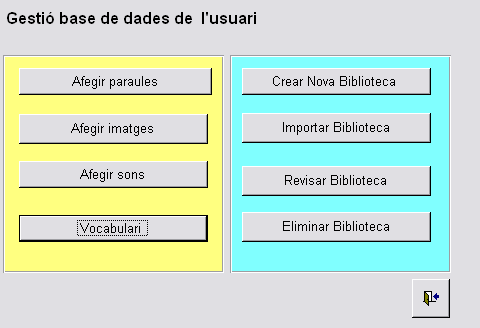 Gestió base de dades de l'usuari
Afegir paraules
Afegir imatges
Afegir sons
Vocabulari
Crear Nova Biblioteca
Importar Biblioteca
Revisar Biblioteca
Eliminar Biblioteca